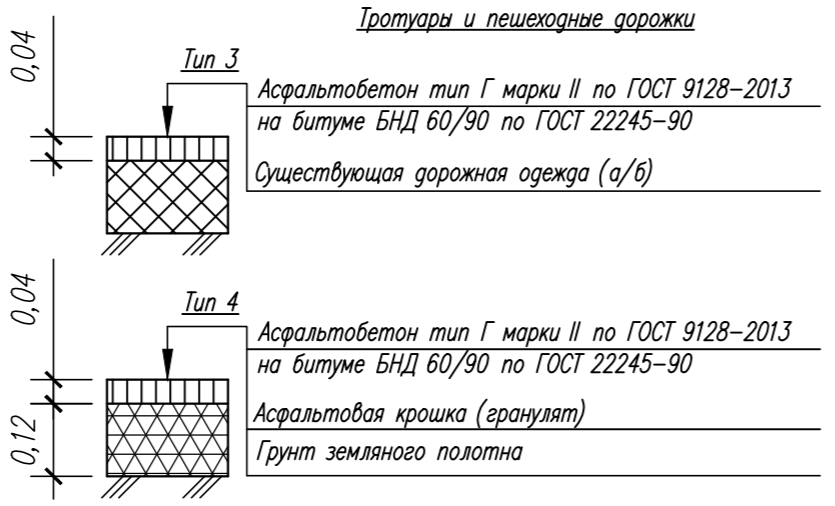 Тротуары и пешеходные дорожки
0,04
Тип 3
Асфальтобетон тип Г марки II по ГОСТ 9128-2013
на битуме БНД 60/90 по ГОСТ 22245-90
Существующая дорожная одежда (а/б)
0,04
Тип 4
Асфальтобетон тип Г марки II по ГОСТ 9128-2013
на битуме БНД 60/90 по ГОСТ 22245-90
0,12
Асфальтовая крошка (гранулят)
Грунт земляного полотна